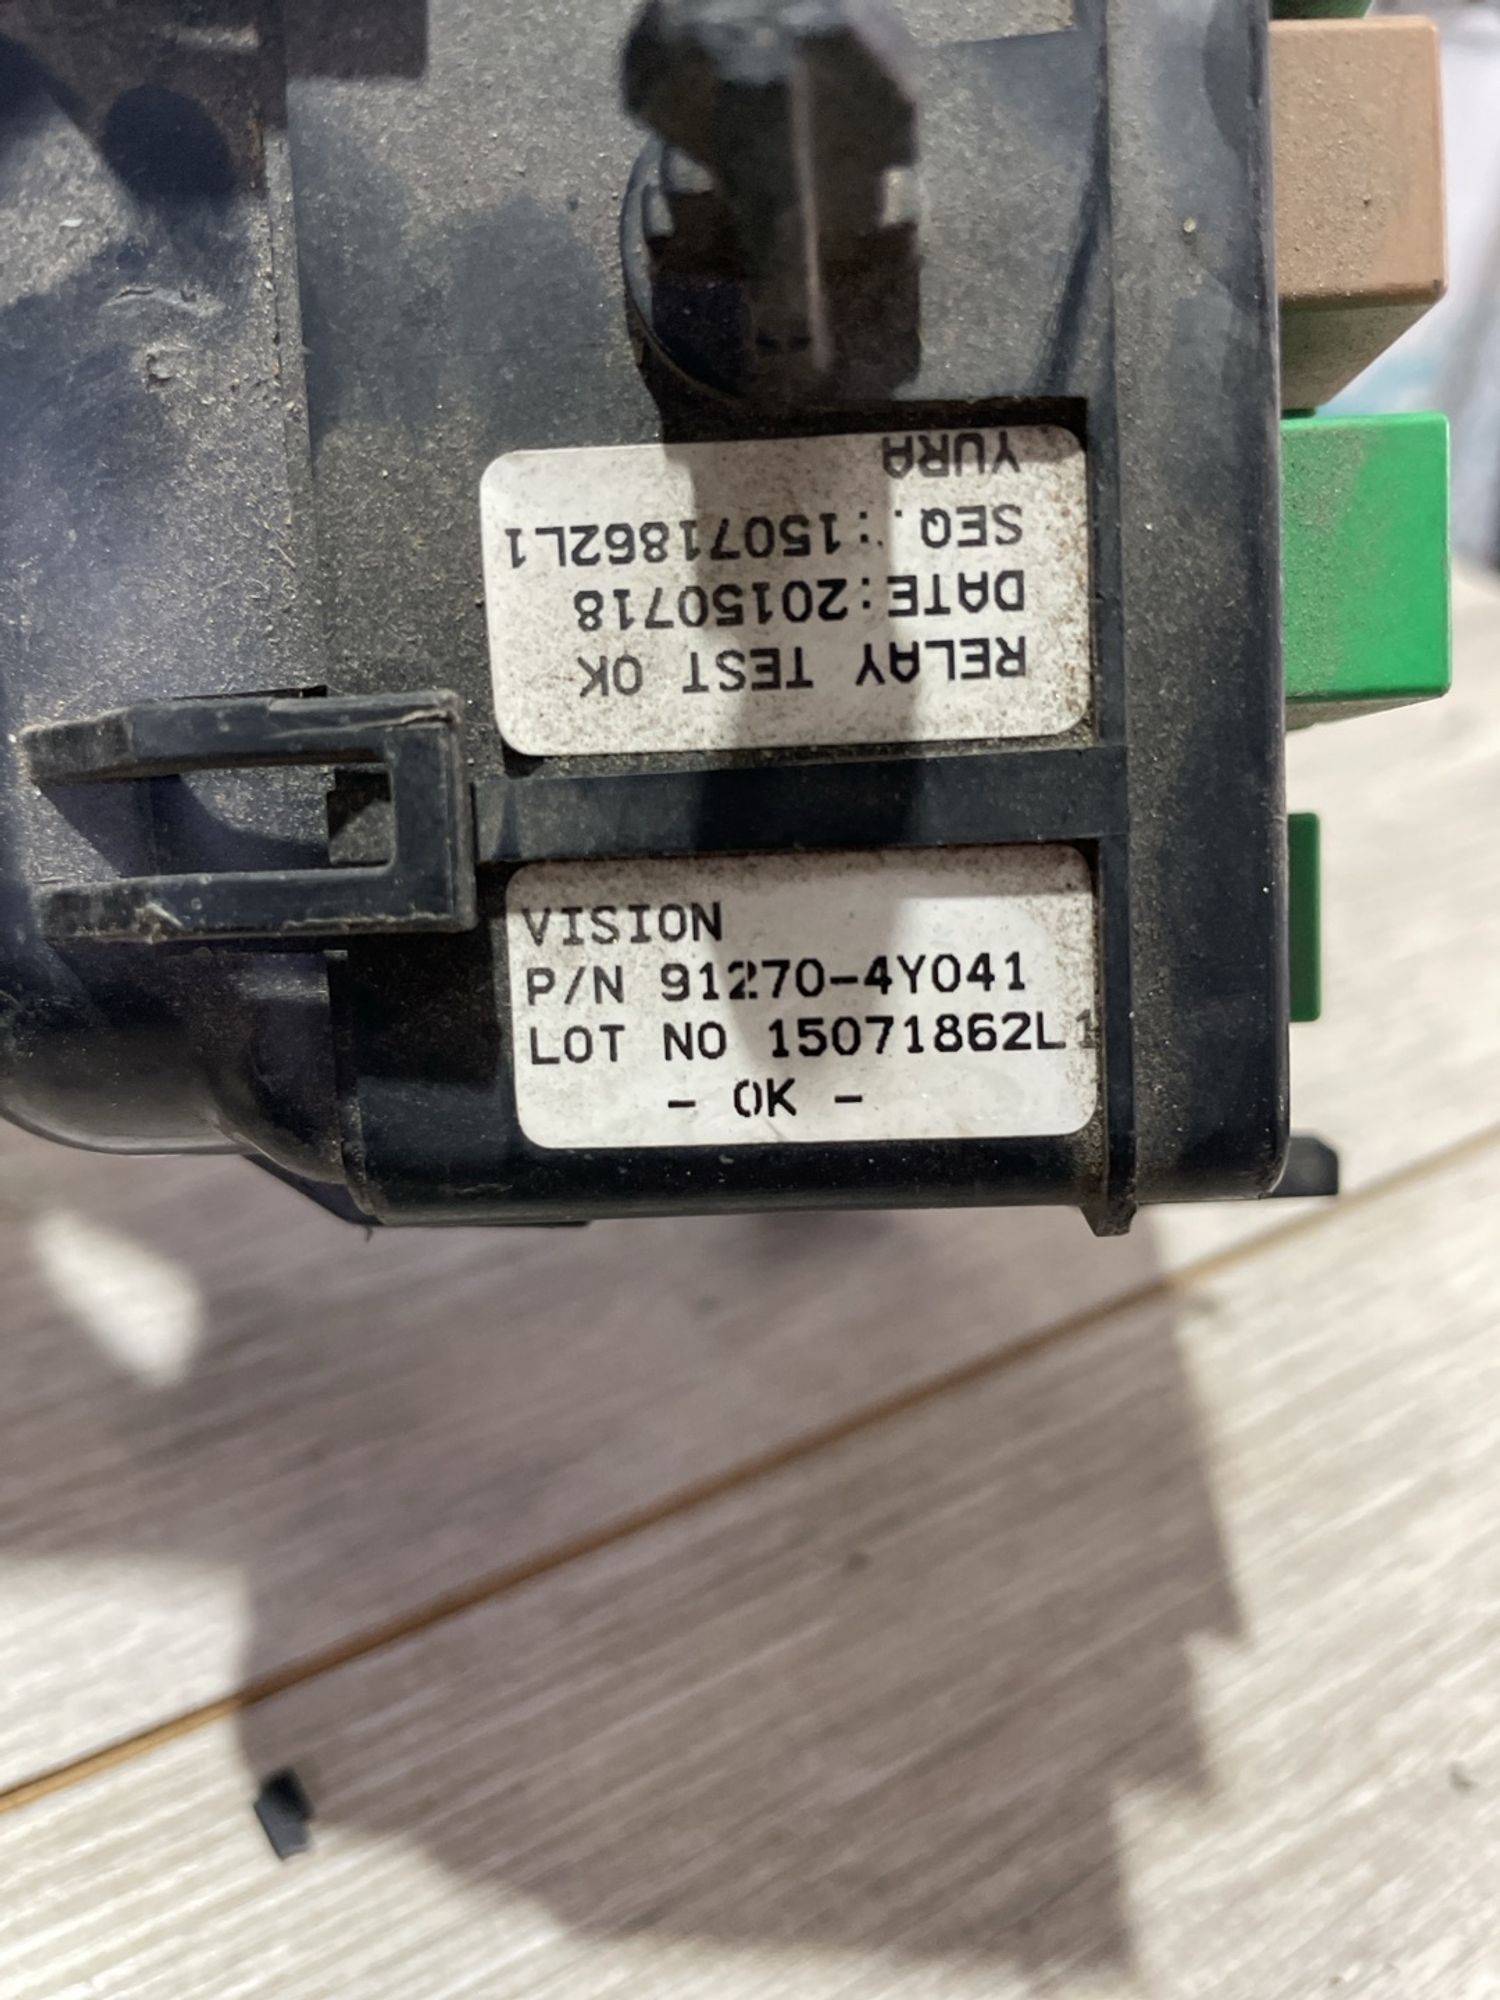 RELAY TEST OK
DATE:20150718
SEQ.:15071862L1
YURA
VISION
P/N 91270-4Y041
LOT NO 15071862L1
- OK -